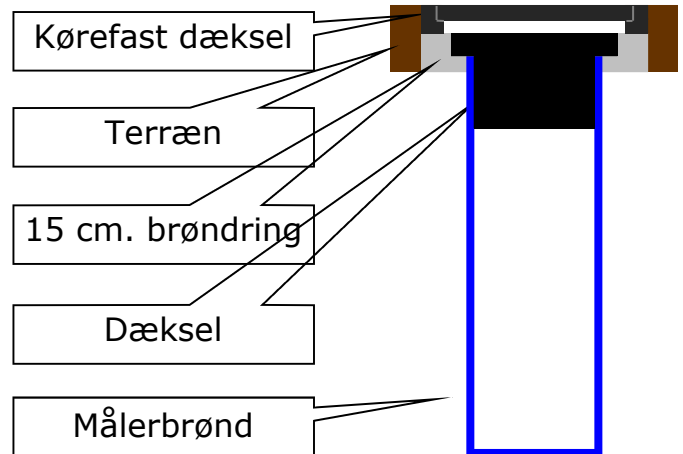 Kørefast dæksel
Terræn
15 cm. brøndring
Dæksel
Målerbrønd